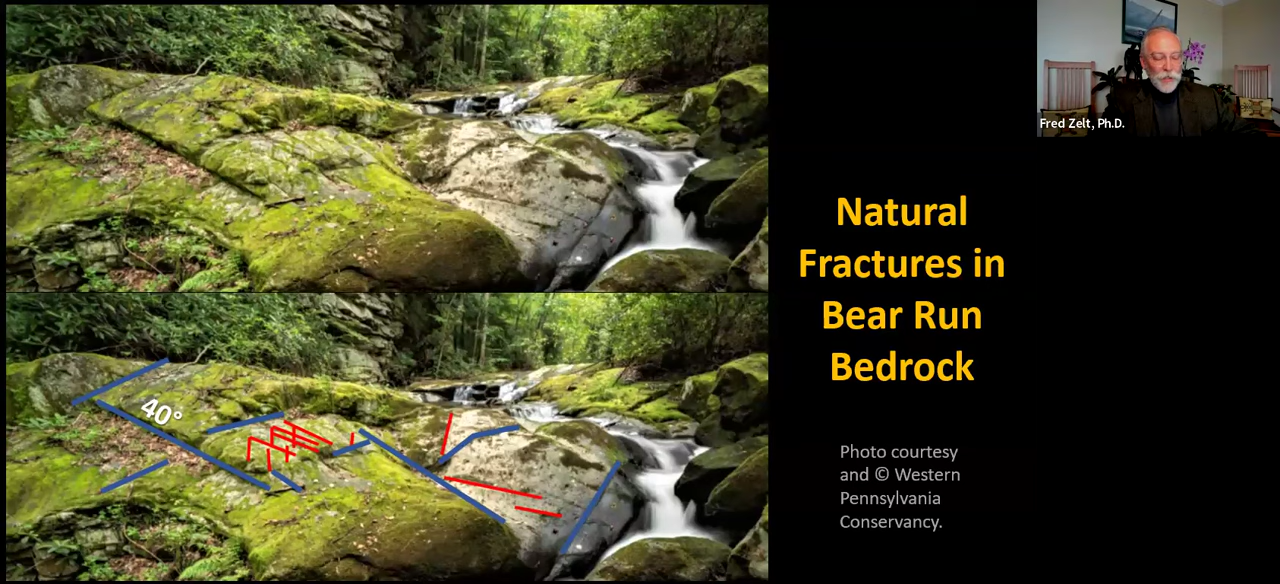 Fred Zelt, Ph.D.
Natural
Fractures in
Bear Run
Bedrock
40°
Photo courtesy
and © Western
Pennsylvania
Conservancy.